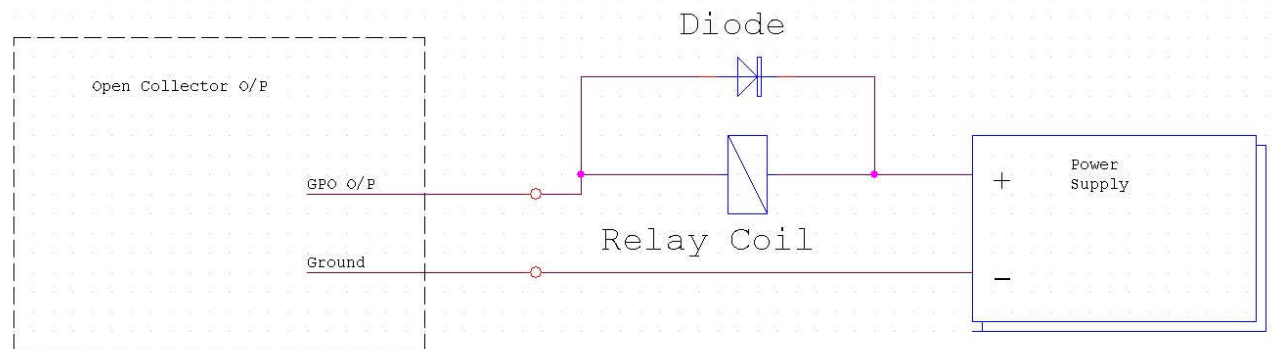 Diode
Open Collector O/P
GPO O/P
Relay Coil
Ground
+
Power
Supply
-